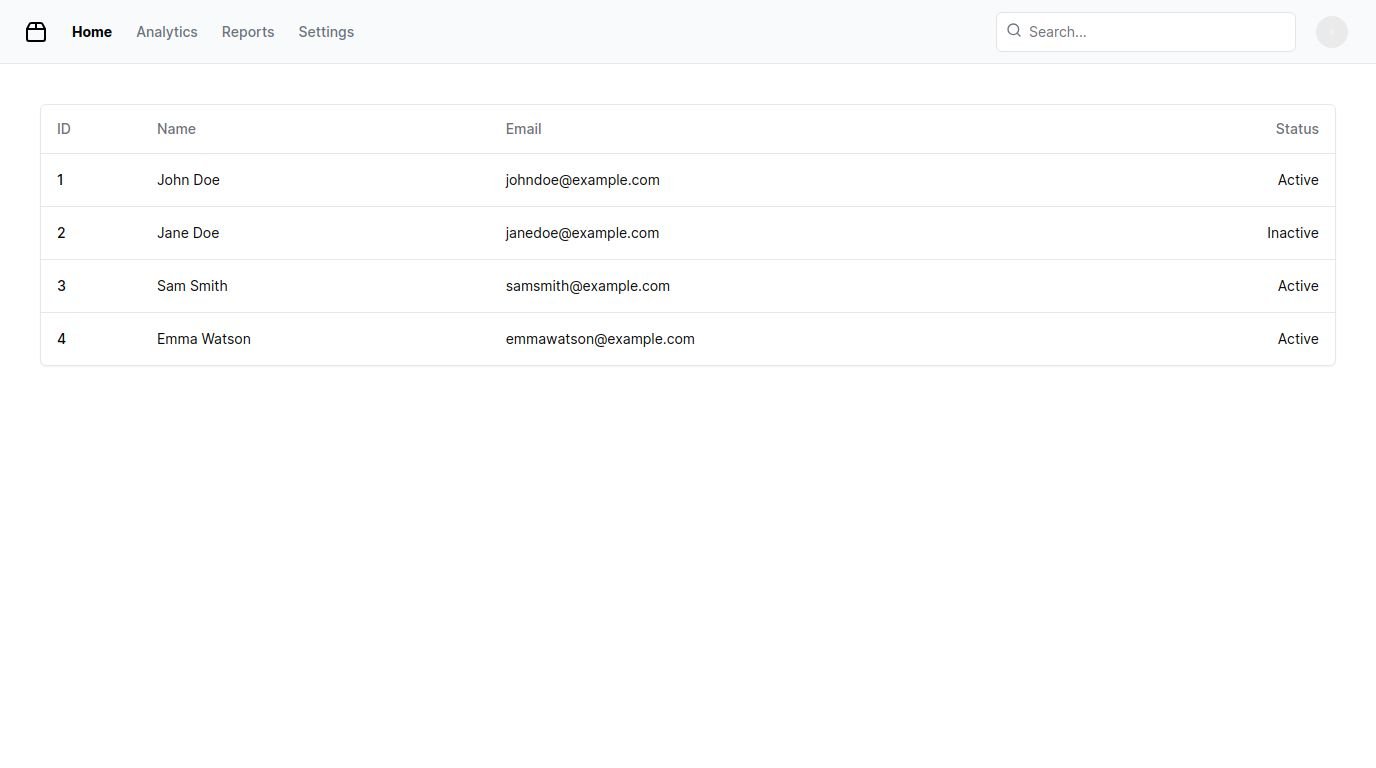 Home Analytics Reports Settings Search...
ID Name Email Status
1 John Doe johndoe@example.com Active
2 Jane Doe janedoe@example.com Inactive
3 Sam Smith samsmith@example.com Active
4 Emma Watson emmawatson@example.com Active